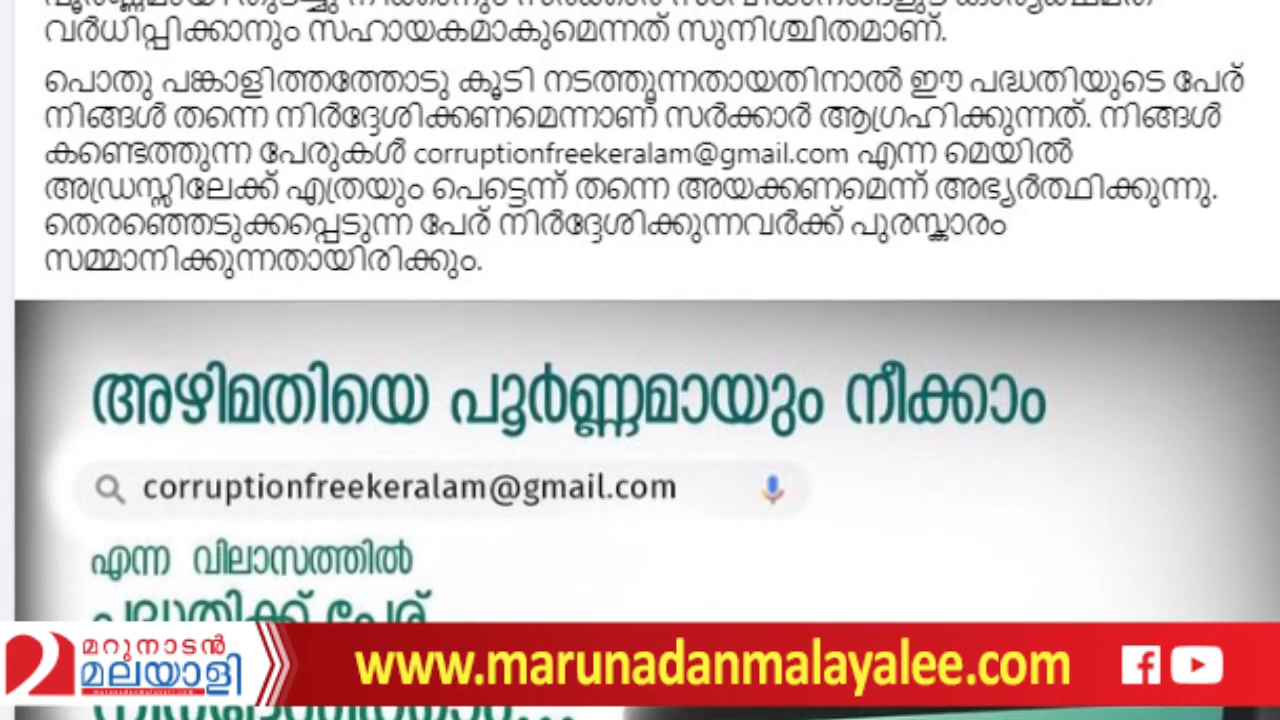 വർധിപ്പിക്കാനും സഹായകമാകുമെന്നത് സുനിശ്ചിതമാണ്.
പൊതു പങ്കാളിത്തത്തോടു കൂടി നടത്തുന്നതായതിനാൽ ഈ പദ്ധതിയുടെ പേര്
നിങ്ങൾ തന്നെ നിർദ്ദേശിക്കണമെന്നാണ് സർക്കാർ ആഗ്രഹിക്കുന്നത്. നിങ്ങൾ
കണ്ടെത്തുന്ന പേരുകൾ corruptionfreekeralam@gmail.com എന്ന മെയിൽ
അഡ്രസ്സിലേക്ക് എത്രയും പെട്ടെന്ന് തന്നെ അയക്കണമെന്ന് അഭ്യർത്ഥിക്കുന്നു.
തെരഞ്ഞെടുക്കപ്പെടുന്ന പേര് നിർദ്ദേശിക്കുന്നവർക്ക് പുരസ്കാരം
സമ്മാനിക്കുന്നതായിരിക്കും.
അഴിമതിയെ പൂർണ്ണമായും നീക്കാം
corruptionfreekeralam@gmail.com
എന്ന വിലാസത്തിൽ
പദ്ധതിക്ക് പേര്
മറുനാടൻ
മലയാളി
www.marunadanmalayalee.com